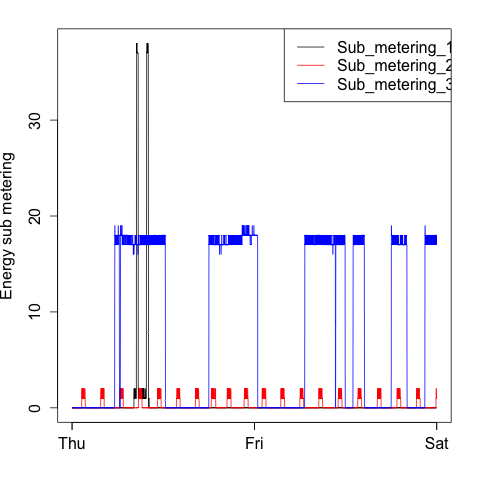 Sub_metering_1
Sub_metering_2
Sub_metering_3
Energy sub metering
30
20
10
0
Thu
Fri
Sat